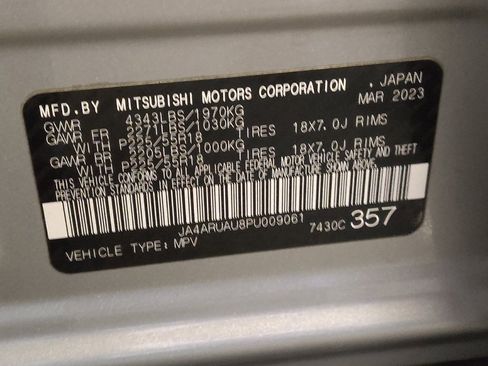 MFD.BY MITSUBISHI MOTORS CORPORATION , JAPAN
MAR 2023
GVWR 4343LBS/1970KG
GAWR FR 2271LBS/1030KG
WITH P225/55R18 TIRES 18X7.0J RIMS
GAWR RR 2205LBS/1000KG
WITH P225/55R18 TIRES 18X7.0J RIMS
THIS VEHICLE CONFORMS TO ALL APPLICABLE FEDERAL MOTOR VEHICLE SAFETY AND THEFT
PREVENTION STANDARDS IN EFFECT ON THE DATE OF MANUFACTURE SHOWN ABOVE.
JA4ARUAU8PU009061 7430C 357
VEHICLE TYPE: MPV